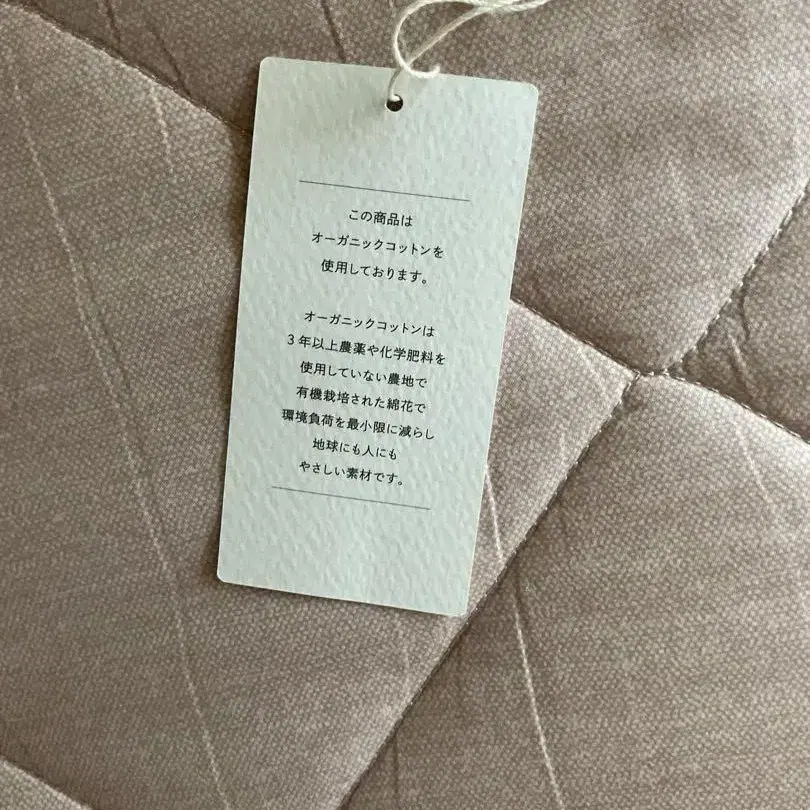 この商品は
オーガニックコットンを
使用しております。
オーガニックコットンは
3年以上農薬や化学肥料を
使用していない農地で
有機栽培された綿花で
環境負荷を最小限に減らし
地球にも人にも
やさしい素材です。